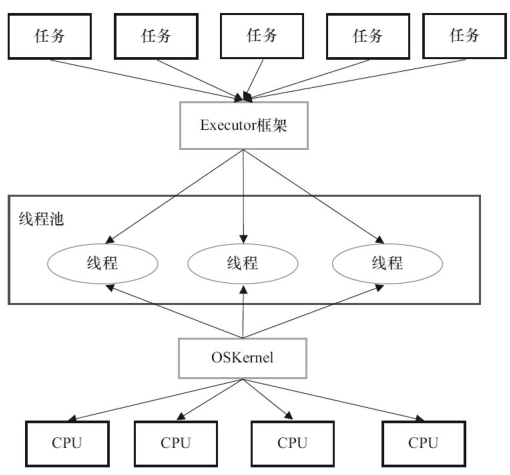 任务 任务 任务 任务 任务
Executor框架
线程池
线程 线程 线程
OSKernel
CPU CPU CPU CPU